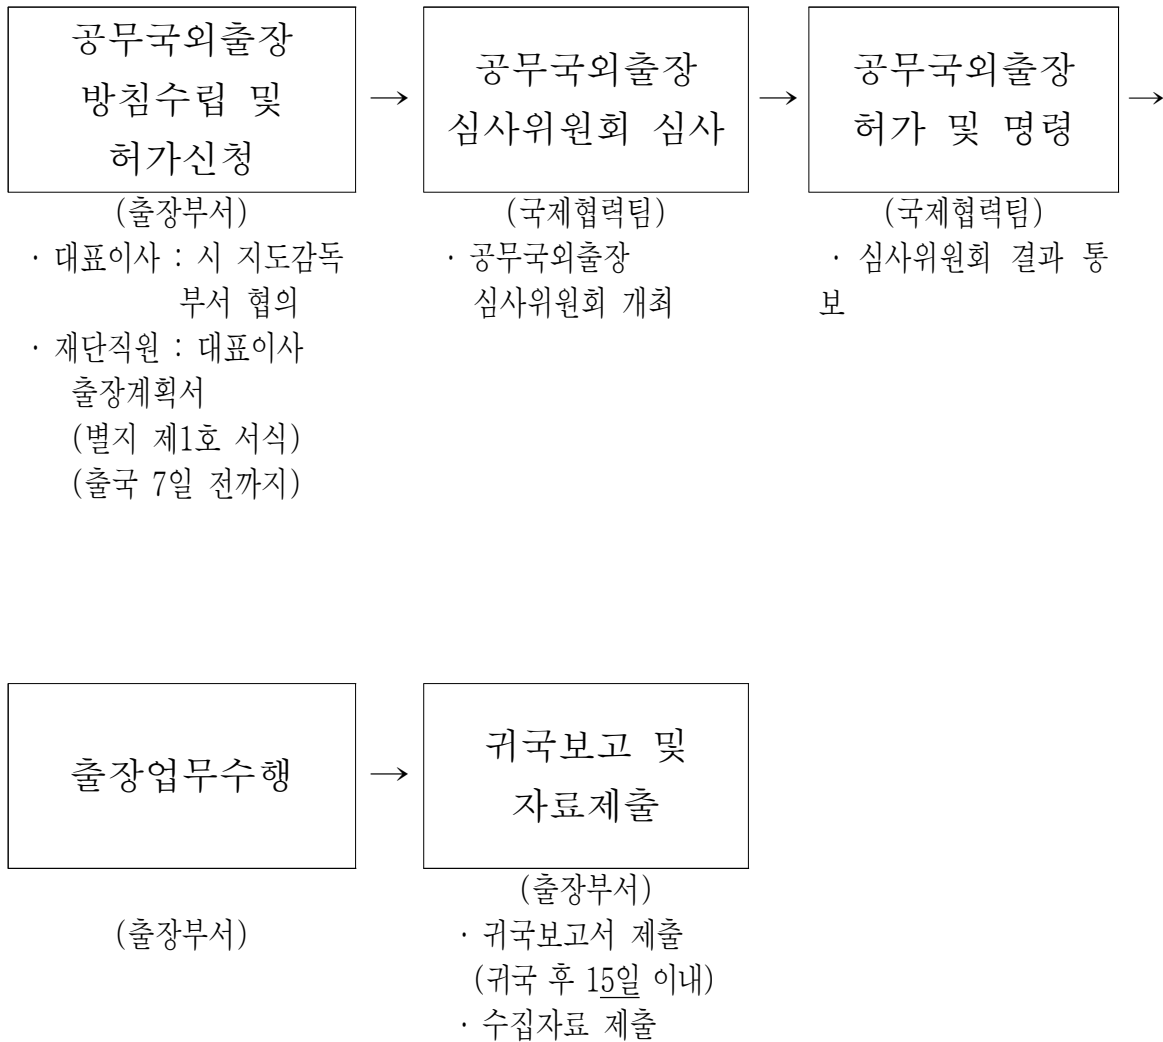 공무국외출장
방침수립 및
허가신청
→
공무국외출장
심사위원회 심사
→
공무국외출장
허가 및 명령
→
(출장부서)
· 대표이사 : 시 지도감독
부서 협의
· 재단직원 : 대표이사
출장계획서
(별지 제1호 서식)
(출국 7일 전까지)
(국제협력팀)
· 공무국외출장
심사위원회 개최
(국제협력팀)
· 심사위원회 결과 통
보
출장업무수행
→
귀국보고 및
자료제출
(출장부서)
(출장부서)
· 귀국보고서 제출
(귀국 후 15일 이내)
· 수집자료 제출